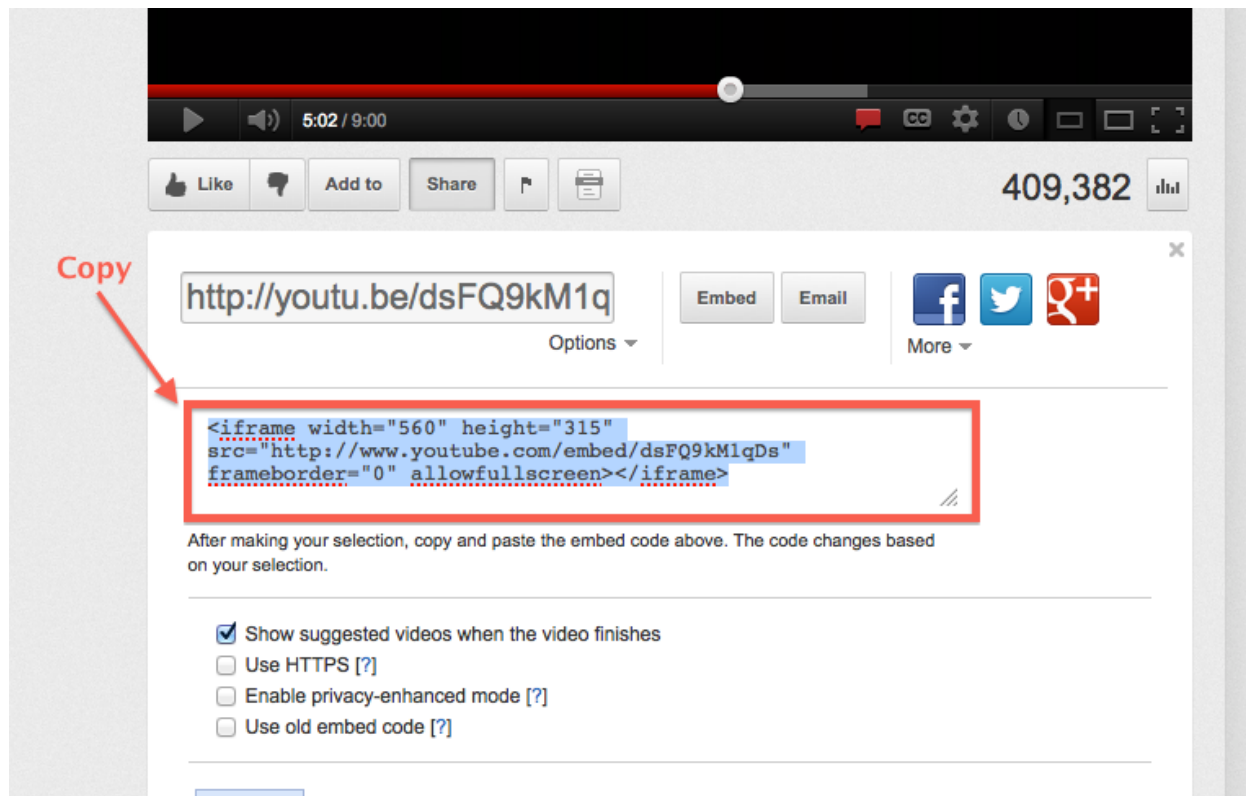 5:02 / 9:00
CC
Like
Add to
Share
409,382
Copy
http://youtu.be/dsFQ9kM1q
Embed
Email
f
g+
Options
More
<iframe width="560" height="315"
src="http://www.youtube.com/embed/dsFQ9kM1qDs"
frameborder="0" allowfullscreen></iframe>
After making your selection, copy and paste the embed code above. The code changes based
on your selection.
Show suggested videos when the video finishes
Use HTTPS [?]
Enable privacy-enhanced mode [?]
Use old embed code [?]